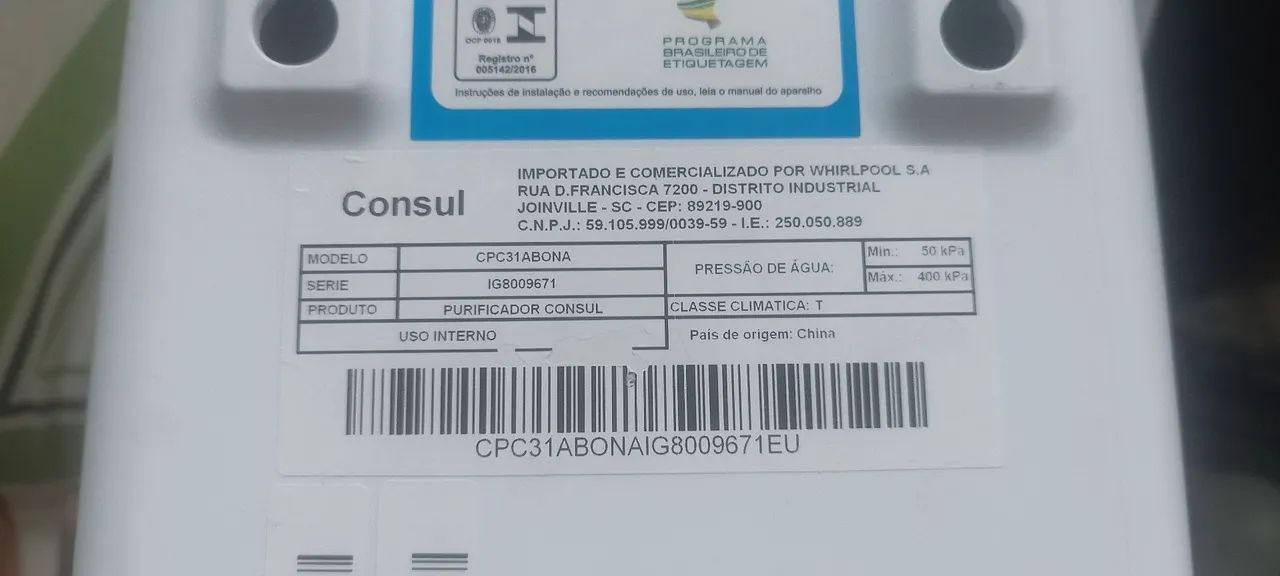 OCP 0018
Registro nº
005142/2016
PROGRAMA
BRASILEIRO DE
ETIQUETAGEM
Instruções de instalação e recomendações de uso, leia o manual do aparelho
Consul
IMPORTADO E COMERCIALIZADO POR WHIRLPOOL S.A
RUA D.FRANCISCA 7200 - DISTRITO INDUSTRIAL
JOINVILLE - SC - CEP: 89219-900
C.N.P.J.: 59.105.999/0039-59 - I.E.: 250.050.889
MODELO CPC31ABONA
SERIE IG8009671
PRODUTO PURIFICADOR CONSUL
USO INTERNO
PRESSÃO DE ÁGUA:
Min.: 50 kPa
Máx.: 400 kPa
CLASSE CLIMATICA: T
País de origem: China
CPC31ABONAIG8009671EU